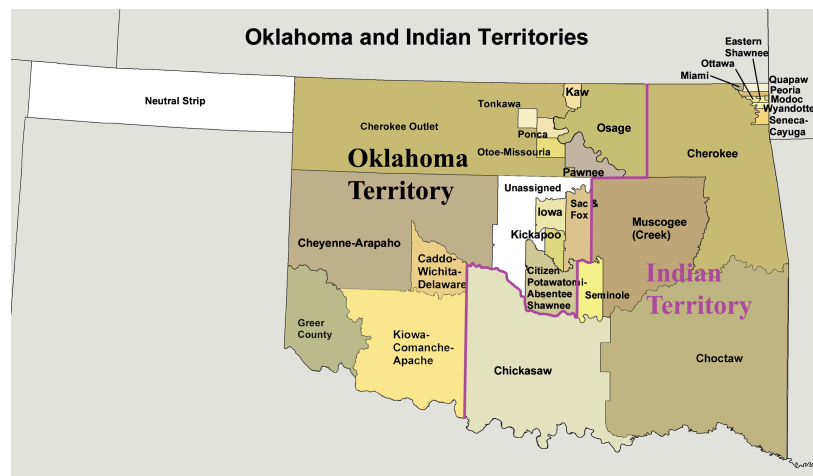 Oklahoma and Indian Territories
Eastern
Shawnee
Ottawa
Miami
Quapaw
Peoria
Modoc
Wyandotte
Seneca-
Cayuga
Neutral Strip
Kaw
Tonkawa
Cherokee Outlet
Ponca
Osage
Otoe-Missouria
Cherokee
Oklahoma
Territory
Pawnee
Unassigned
Sac &
Fox
Iowa
Muscogee
(Creek)
Kickapoo
Cheyenne-Arapaho
Caddo-
Wichita-
Delaware
Citizen
Potawatomi-
Absentee
Shawnee
Seminole
Indian
Territory
Greer
County
Kiowa-
Comanche-
Apache
Chickasaw
Choctaw